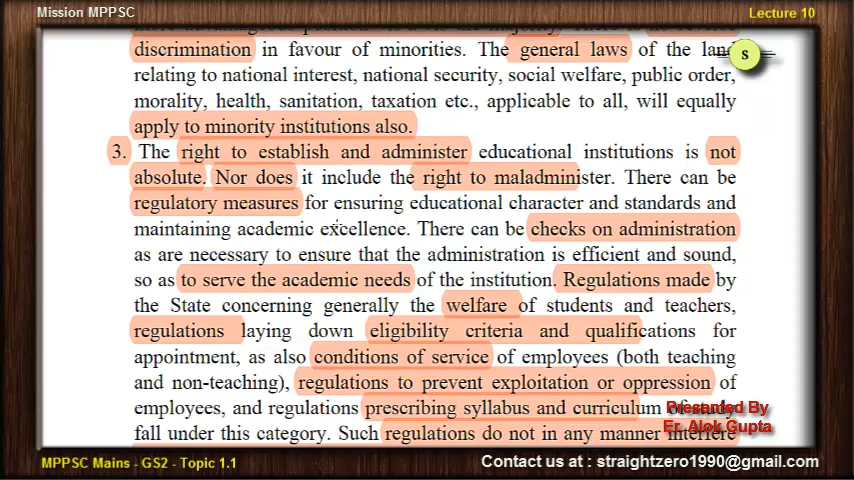 Mission MPPSC
Lecture 10
discrimination in favour of minorities. The general laws of the land
S
relating to national interest, national security, social welfare, public order,
morality, health, sanitation, taxation etc., applicable to all, will equally
apply to minority institutions also.
3. The right to establish and administer educational institutions is not
absolute. Nor does it include the right to maladminister. There can be
regulatory measures for ensuring educational character and standards and
maintaining academic excellence. There can be checks on administration
as are necessary to ensure that the administration is efficient and sound,
so as to serve the academic needs of the institution. Regulations made by
the State concerning generally the welfare of students and teachers,
regulations laying down eligibility criteria and qualifications for
appointment, as also conditions of service of employees (both teaching
and non-teaching), regulations to prevent exploitation or oppression of
employees, and regulations prescribing syllabus and curriculum of study
fall under this category. Such regulations do not in any manner interfere
Presented By
Er. Alok Gupta
MPPSC Mains - GS2 - Topic 1.1
Contact us at : straightzero1990@gmail.com